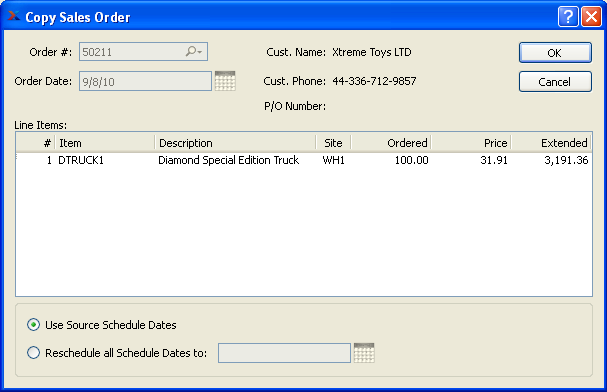 Copy Sales Order
Order #: 50211 Cust. Name: Xtreme Toys LTD OK
Order Date: 9/8/10 Cust. Phone: 44-336-712-9857 Cancel
P/O Number:
Line Items:
# Item Description Site Ordered Price Extended
1 DTRUCK1 Diamond Special Edition Truck WH1 100.00 31.91 3,191.36
Use Source Schedule Dates
Reschedule all Schedule Dates to: